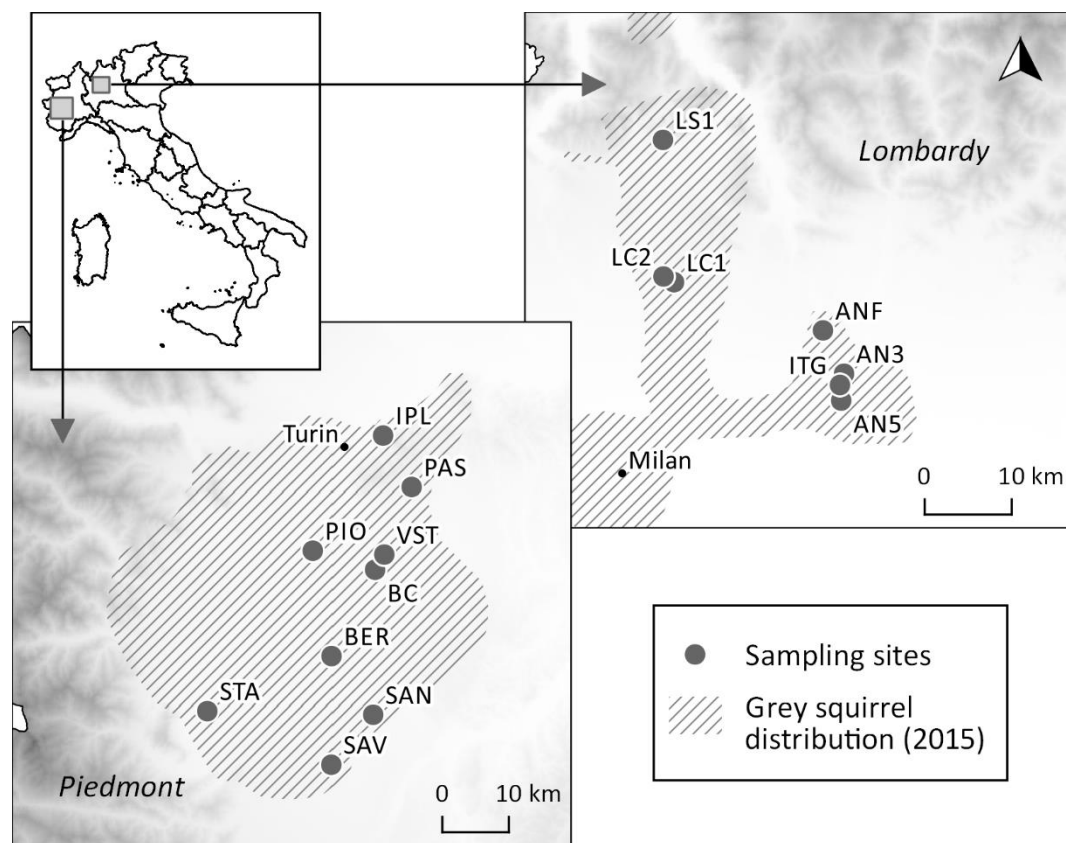 LS1
Lombardy
LC2
LC1
ANF
AN3
ITG
AN5
Milan
0 10 km
IPL
Turin
PAS
PIO
VST
BC
BER
STA
SAN
SAV
Piedmont
0 10 km
Sampling sites
Grey squirrel
distribution (2015)